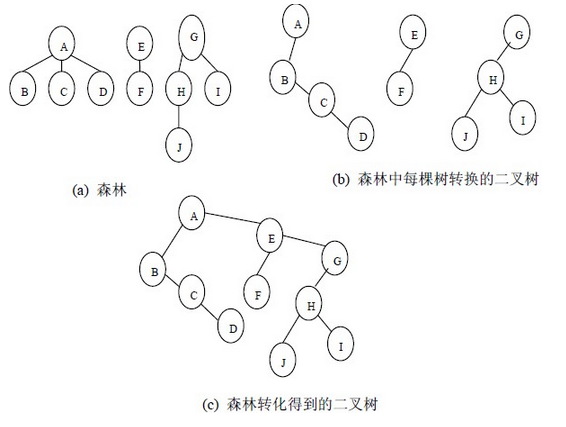 A E G
B C D F H I
J
(a) 森林
A E G
B H
C F
D J I
(b) 森林中每棵树转换的二叉树
A
E
B G
C F H
D I
J
(c) 森林转化得到的二叉树